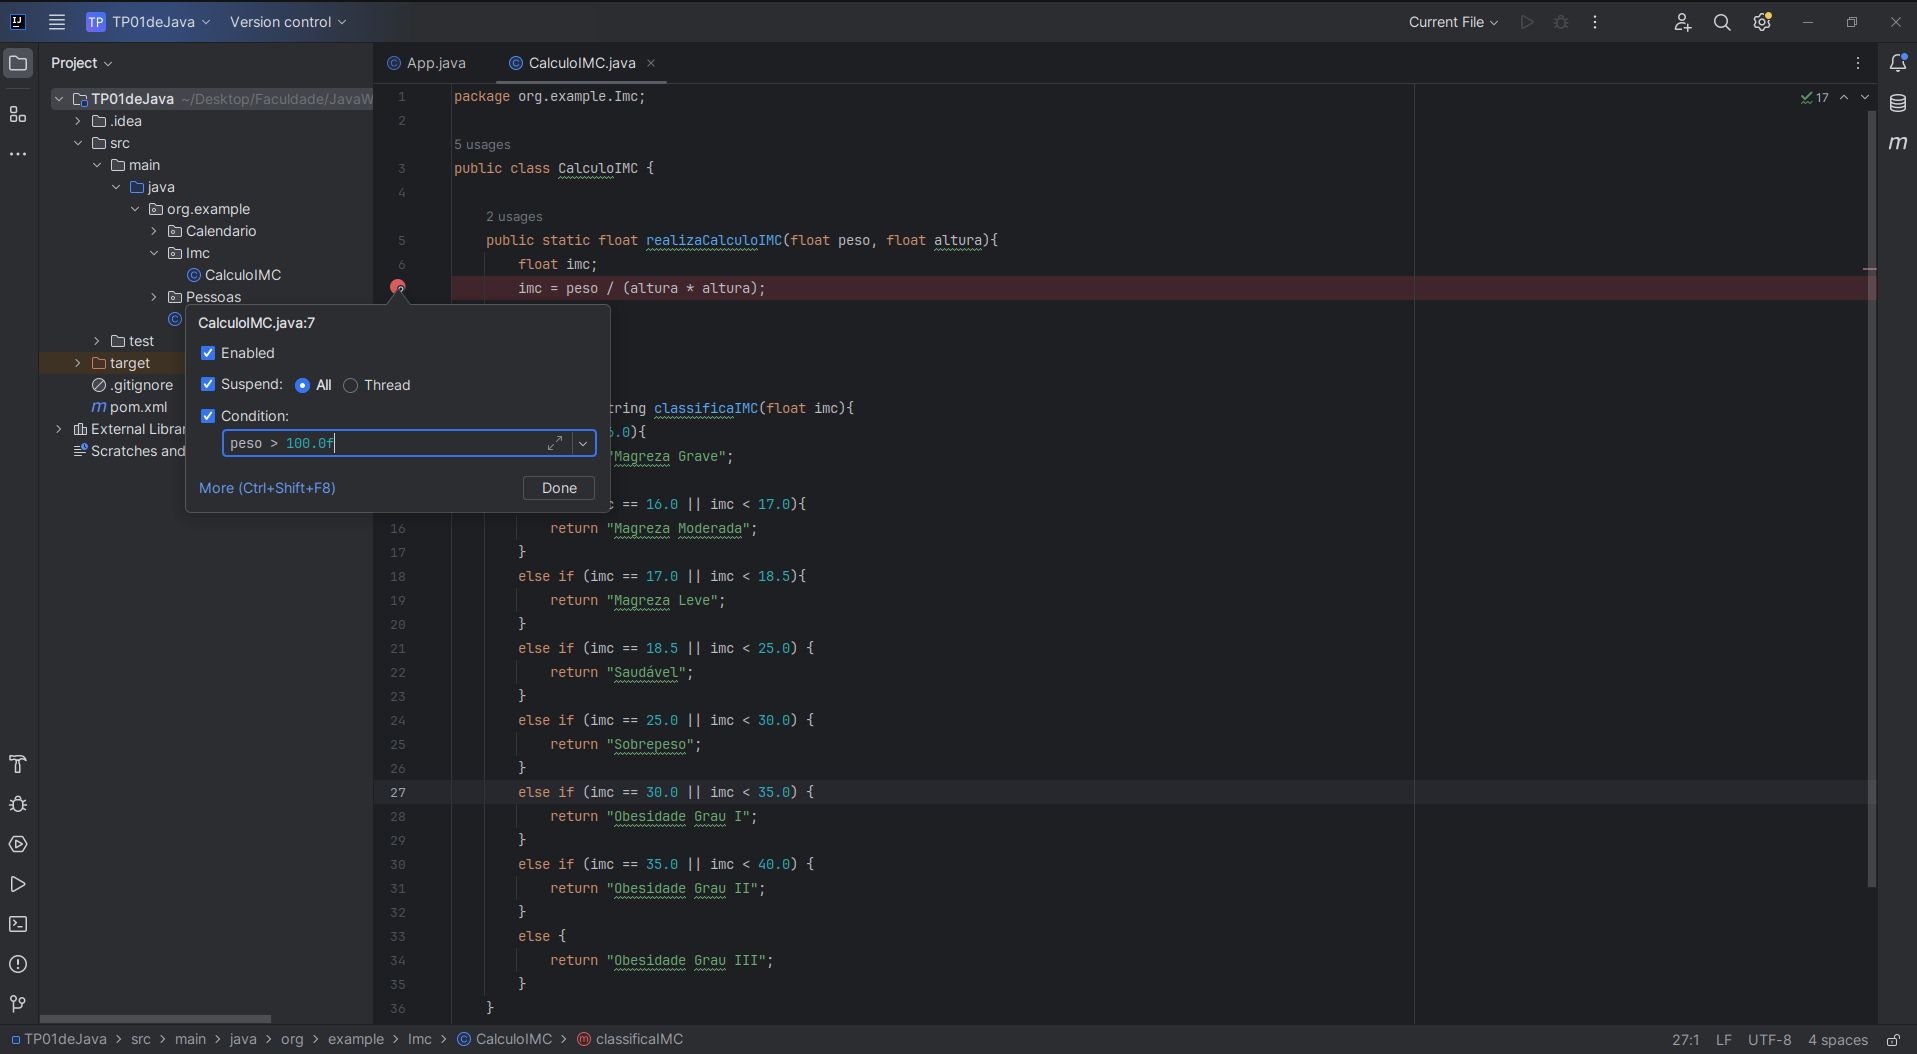 TP TP01deJava Version control Current File
Project
App.java CalculoIMC.java
TP01deJava ~/Desktop/Faculdade/JavaW
.idea
src
main
java
org.example
Calendario
Imc
CalculoIMC
Pessoas
test
target
.gitignore
pom.xml
External Librar
Scratches and
17
1 package org.example.Imc;
2
5 usages
3 public class CalculoIMC {
4
2 usages
5 public static float realizaCalculoIMC(float peso, float altura){
6 float imc;
imc = peso / (altura * altura);
CalculoIMC.java:7
Enabled
Suspend: All Thread
Condition:
peso > 100.0f
More (Ctrl+Shift+F8) Done
tring classificaIMC(float imc){
.0){
"Magreza Grave";
== 16.0 || imc < 17.0){
16 return "Magreza Moderada";
17 }
18 else if (imc == 17.0 || imc < 18.5){
19 return "Magreza Leve";
20 }
21 else if (imc == 18.5 || imc < 25.0) {
22 return "Saudável";
23 }
24 else if (imc == 25.0 || imc < 30.0) {
25 return "Sobrepeso";
26 }
27 else if (imc == 30.0 || imc < 35.0) {
28 return "Obesidade Grau I";
29 }
30 else if (imc == 35.0 || imc < 40.0) {
31 return "Obesidade Grau II";
32 }
33 else {
34 return "Obesidade Grau III";
35 }
36 }
TP01deJava > src > main > java > org > example > Imc > CalculoIMC > classificaIMC
27:1 LF UTF-8 4 spaces